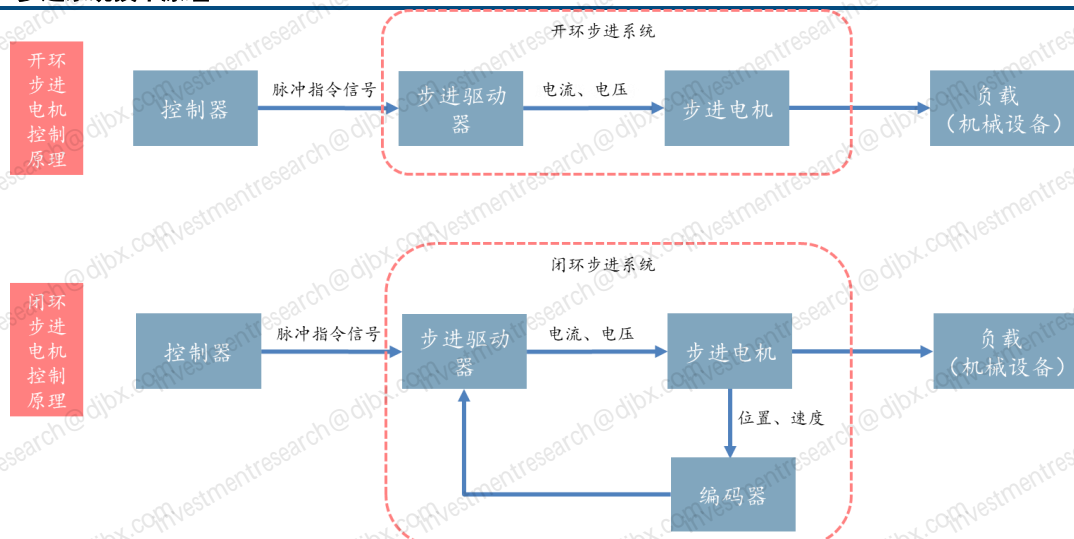 开环步进系统
开环
步进
电机
控制
原理
控制器
脉冲指令信号
步进驱动
器
电流、电压
步进电机
负载
（机械设备）
闭环步进系统
闭环
步进
电机
控制
原理
控制器
脉冲指令信号
步进驱动
器
电流、电压
步进电机
负载
（机械设备）
位置、速度
编码器
investmentresearch@djbx.com